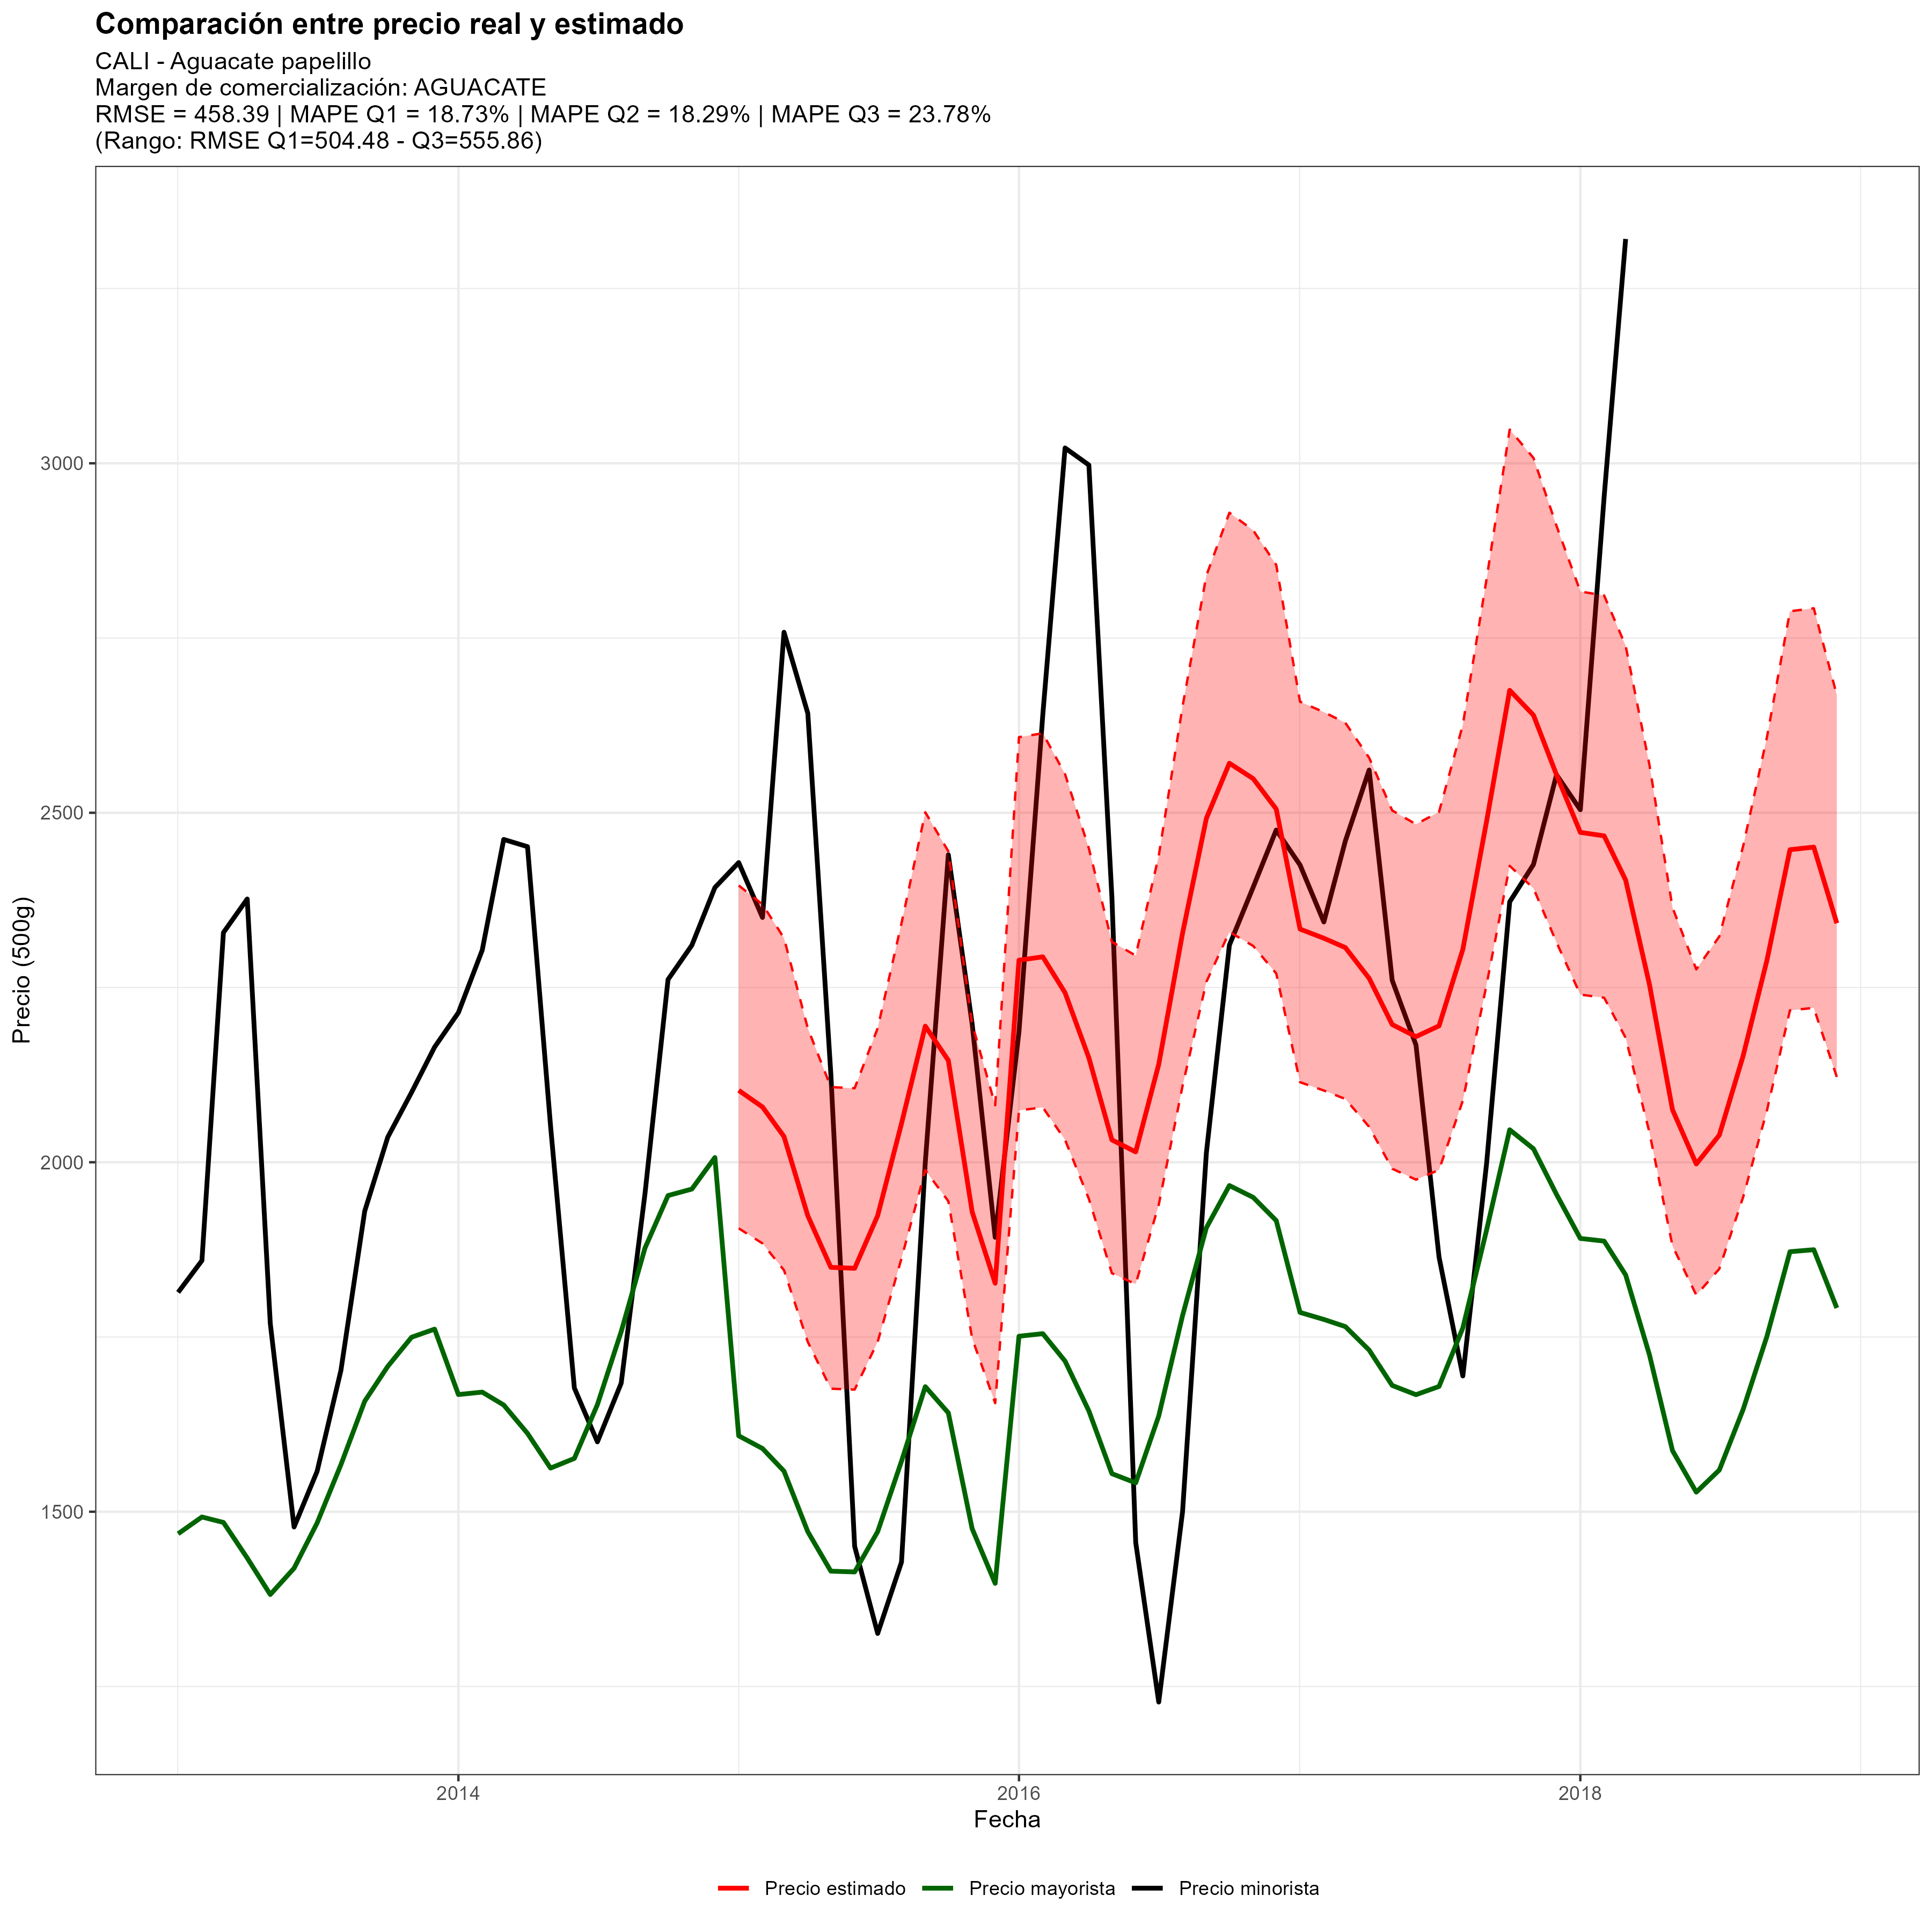 Comparación entre precio real y estimado
CALI - Aguacate papelillo
Margen de comercialización: AGUACATE
RMSE = 458.39 | MAPE Q1 = 18.73% | MAPE Q2 = 18.29% | MAPE Q3 = 23.78%
(Rango: RMSE Q1=504.48 - Q3=555.86)
Precio (500g)
3000
2500
2000
1500
2014
2016
2018
Fecha
Precio estimado
Precio mayorista
Precio minorista